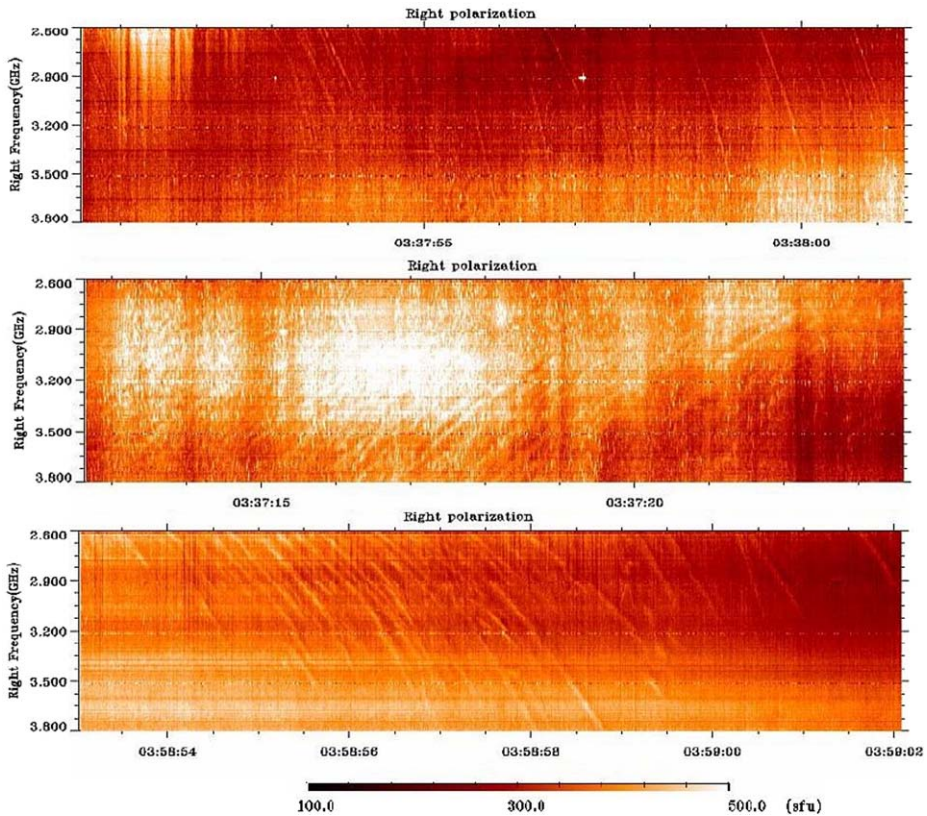 Right polarization
Right Frequency(GHz)
2.600
2.900
3.200
3.500
3.800
03:37:55 03:38:00
Right polarization
Right Frequency(GHz)
2.600
2.900
3.200
3.500
3.800
03:37:15 03:37:20
Right polarization
Right Frequency(GHz)
2.600
2.900
3.200
3.500
3.800
03:58:54 03:58:56 03:58:58 03:59:00 03:59:02
100.0 300.0 500.0 (sfu)